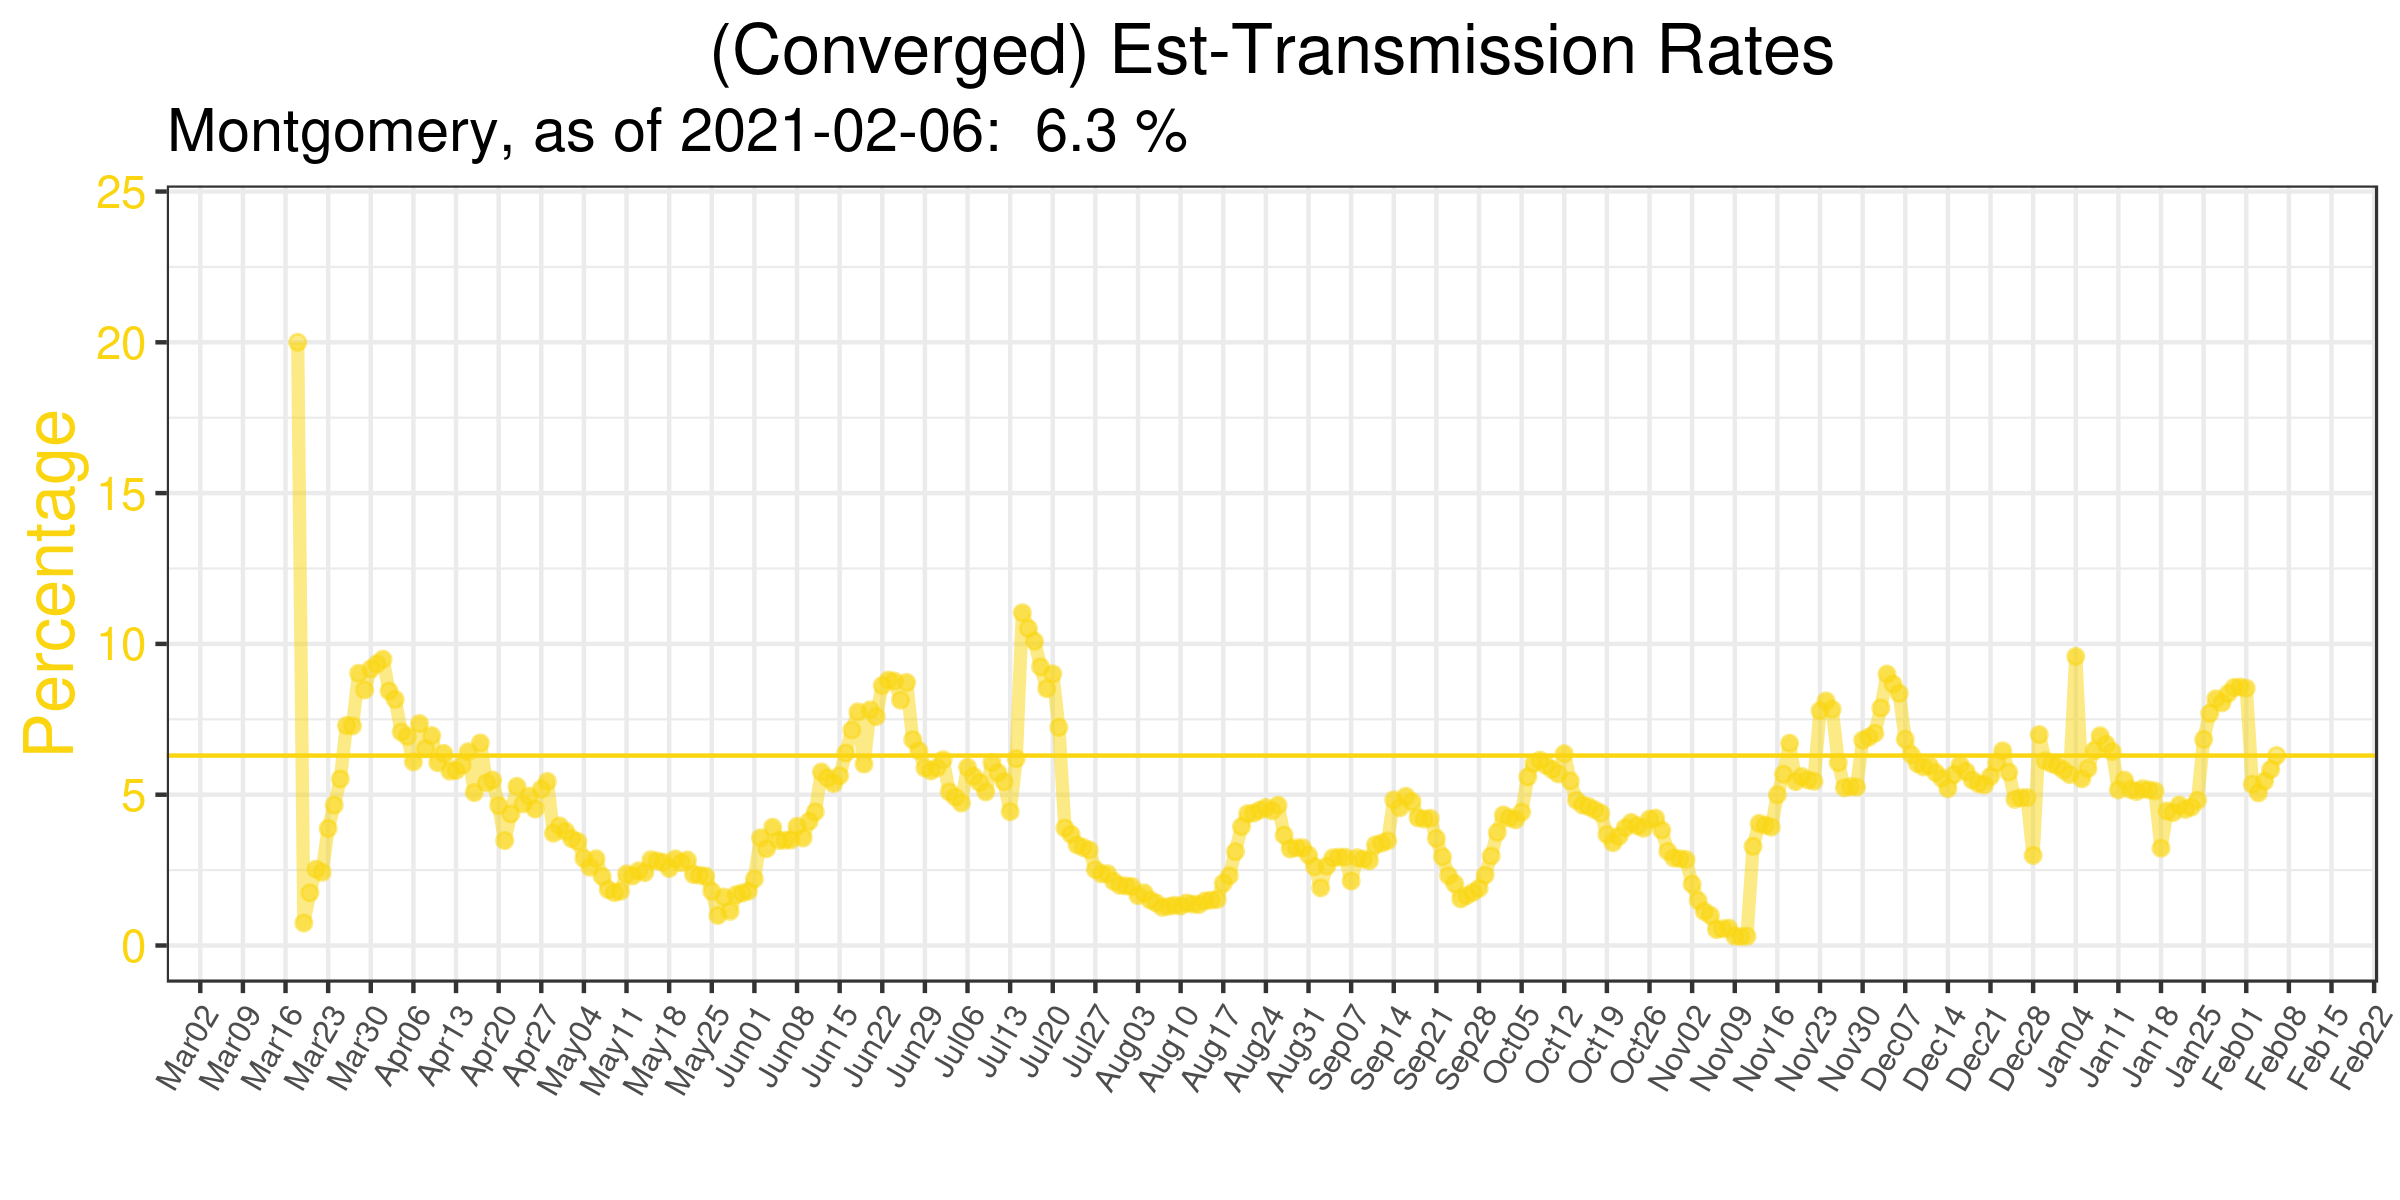 (Converged) Est-Transmission Rates
Montgomery, as of 2021-02-06:  6.3 %
Percentage
25
20
15
10
5
0
Mar02
Mar09
Mar16
Mar23
Mar30
Apr06
Apr13
Apr20
Apr27
May04
May11
May18
May25
Jun01
Jun08
Jun15
Jun22
Jun29
Jul06
Jul13
Jul20
Jul27
Aug03
Aug10
Aug17
Aug24
Aug31
Sep07
Sep14
Sep21
Sep28
Oct05
Oct12
Oct19
Oct26
Nov02
Nov09
Nov16
Nov23
Nov30
Dec07
Dec14
Dec21
Dec28
Jan04
Jan11
Jan18
Jan25
Feb01
Feb08
Feb15
Feb22